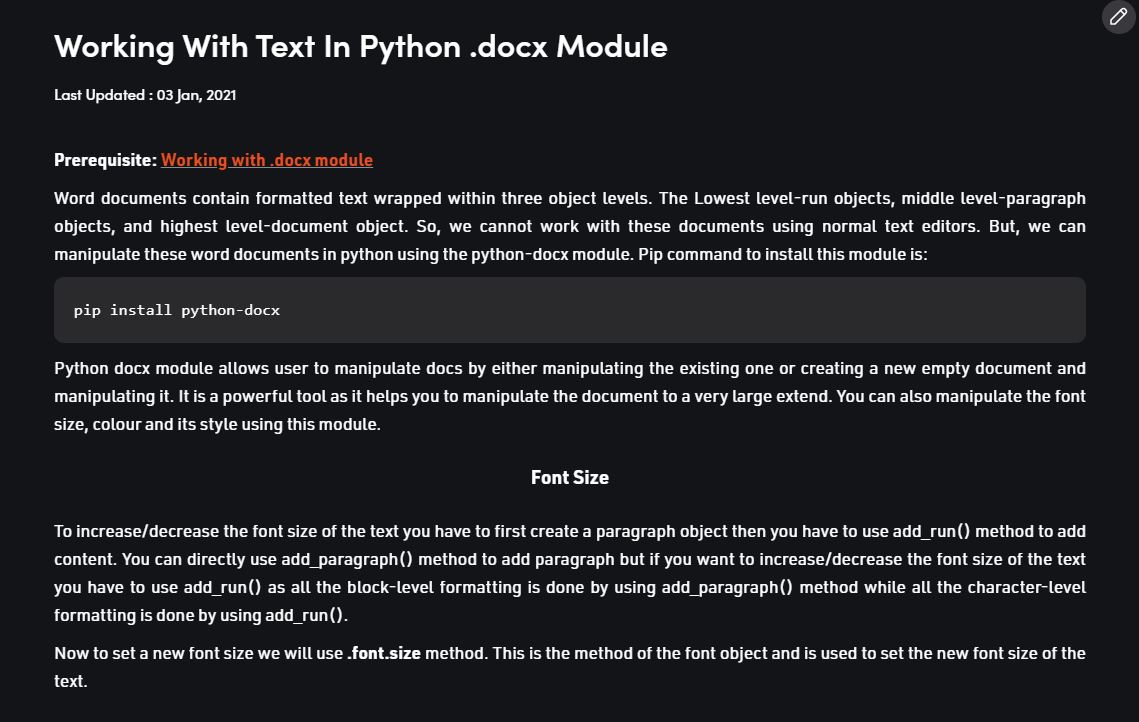 Working With Text In Python .docx Module
Last Updated : 03 Jan, 2021
Prerequisite: Working with .docx module
Word documents contain formatted text wrapped within three object levels. The Lowest level-run objects, middle level-paragraph
objects, and highest level-document object. So, we cannot work with these documents using normal text editors. But, we can
manipulate these word documents in python using the python-docx module. Pip command to install this module is:
pip install python-docx
Python docx module allows user to manipulate docs by either manipulating the existing one or creating a new empty document and
manipulating it. It is a powerful tool as it helps you to manipulate the document to a very large extend. You can also manipulate the font
size, colour and its style using this module.
Font Size
To increase/decrease the font size of the text you have to first create a paragraph object then you have to use add_run() method to add
content. You can directly use add_paragraph() method to add paragraph but if you want to increase/decrease the font size of the text
you have to use add_run() as all the block-level formatting is done by using add_paragraph() method while all the character-level
formatting is done by using add_run().
Now to set a new font size we will use .font.size method. This is the method of the font object and is used to set the new font size of the
text.